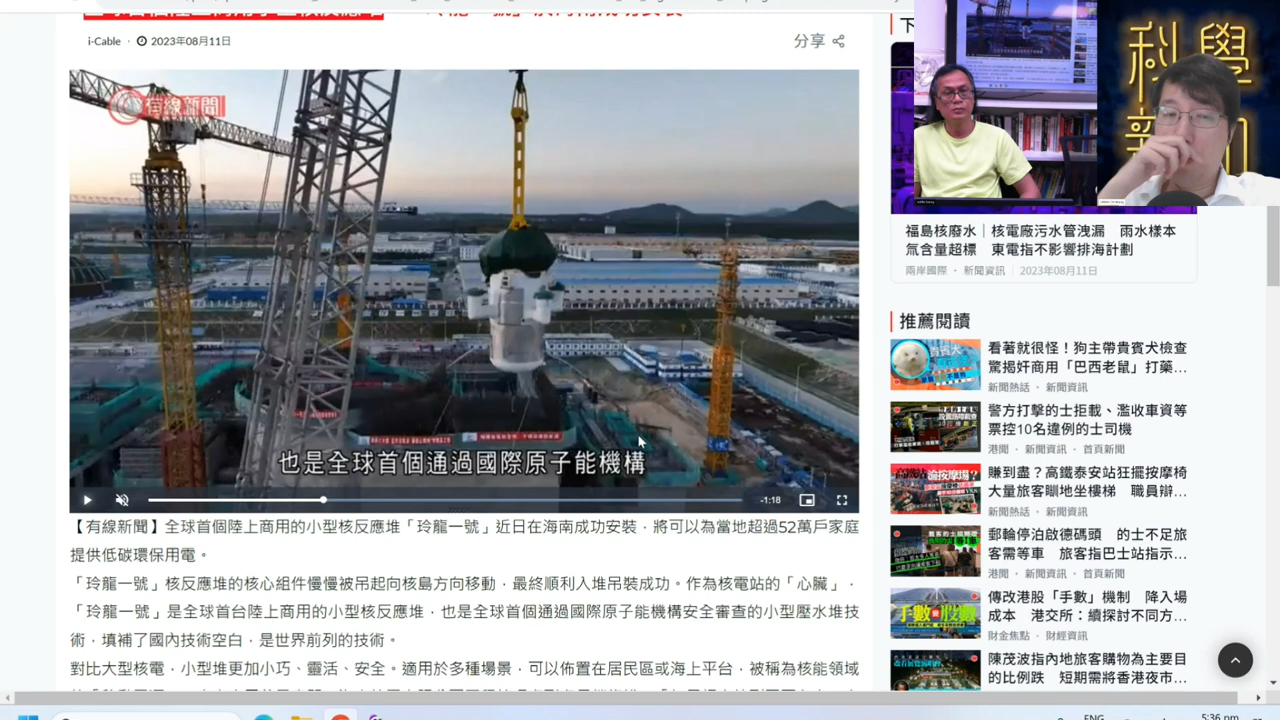 i-Cable · 2023年08月11日
分享
有線新聞
也是全球首個通過國際原子能機構
-1:18
【有線新聞】全球首個陸上商用的小型核反應堆「玲龍一號」近日在海南成功安裝，將可以為當地超過52萬戶家庭
提供低碳環保用電。
「玲龍一號」核反應堆的核心組件慢慢被吊起向核島方向移動，最終順利入堆吊裝成功。作為核電站的「心臟」，
「玲龍一號」是全球首台陸上商用的小型核反應堆，也是全球首個通過國際原子能機構安全審查的小型壓水堆技
術，填補了國內技術空白，是世界前列的技術。
對比大型核電，小型堆更加小巧、靈活、安全。適用於多種場景，可以佈置在居民區或海上平台，被稱為核能領域
下
科學
新聞
福島核廢水｜核電廠污水管洩漏　雨水樣本
氚含量超標　東電指不影響排海計劃
兩岸國際 · 新聞資訊 | 2023年08月11日
推薦閱讀
看著就很怪！狗主帶貴賓犬檢查
驚揭奸商用「巴西老鼠」打藥...
新聞熱話 · 新聞資訊
警方打擊的士拒載、濫收車資等
票控10名違例的士司機
港聞 · 新聞資訊 · 首頁新聞
賺到盡？高鐵泰安站狂擺按摩椅
大量旅客瞓地坐樓梯　職員辯...
新聞熱話 · 新聞資訊
郵輪停泊啟德碼頭　的士不足旅
客需等車　旅客指巴士站指示...
港聞 · 新聞資訊 · 首頁新聞
手數 股數
傳改港股「手數」機制　降入場
成本　港交所：續探討不同方...
財金焦點 · 財經資訊
陳茂波指內地旅客購物為主要目
的比例跌　短期需將香港夜市...
ENG
5:36 pm